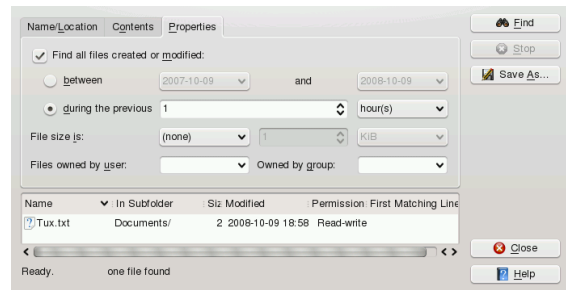 Name/Location Contents Properties
Find
Find all files created or modified:
Stop
between 2007-10-09 and 2008-10-09
Save As...
during the previous 1 hour(s)
File size is: (none) 1 KiB
Files owned by user: Owned by group:
Name In Subfolder Siz Modified Permission First Matching Line
Tux.txt Documents/ 2 2008-10-09 18:58 Read-write
Close
Ready. one file found
Help